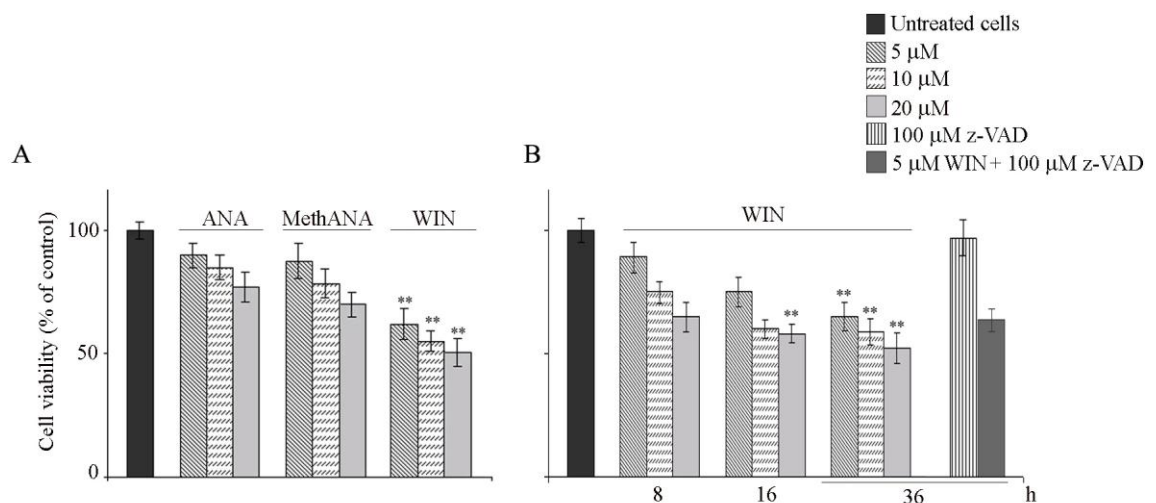 Untreated cells
5 μM
10 μM
20 μM
100 μM z-VAD
5 μM WIN+ 100 μM z-VAD
A
B
Cell viability (% of control)
100
50
0
ANA
MethANA
WIN
**
**
**
WIN
**
**
**
**
8
16
36
h